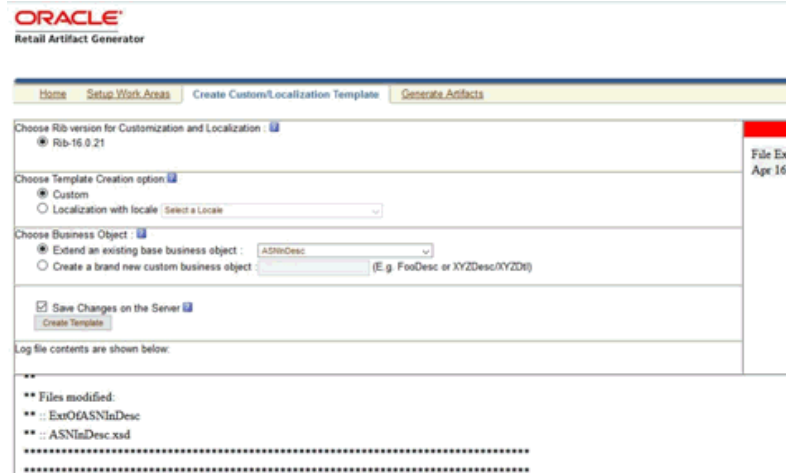 ORACLE
Retail Artifact Generator
Home Setup Work Areas Create Custom/Localization Template Generate Artifacts
Choose Rib version for Customization and Localization :
Rib-16.0.21
File Ex
Apr 16
Choose Template Creation option:
Custom
Localization with locale Select a Locale
Choose Business Object :
Extend an existing base business object : ASNInDesc
Create a brand new custom business object : (E.g. FooDesc or XYZDesc/XYZDtl)
Save Changes on the Server
Create Template
Log file contents are shown below:
**
** Files modified:
** :: ExtOfASNInDesc
** :: ASNInDesc.xsd